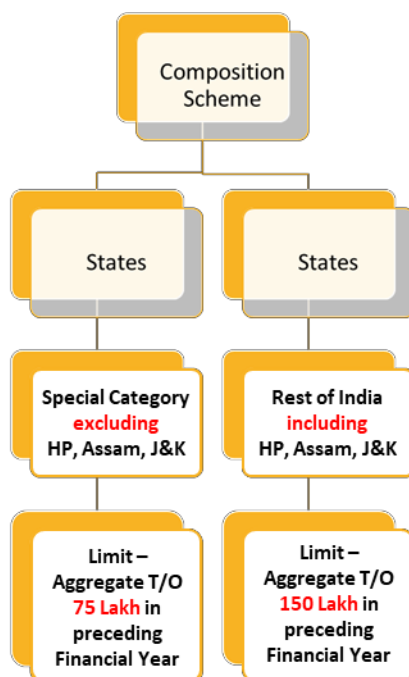 Composition
Scheme
States
States
Special Category
excluding
HP, Assam, J&K
Rest of India
including
HP, Assam, J&K
Limit –
Aggregate T/O
75 Lakh in
preceding
Financial Year
Limit –
Aggregate T/O
150 Lakh in
preceding
Financial Year